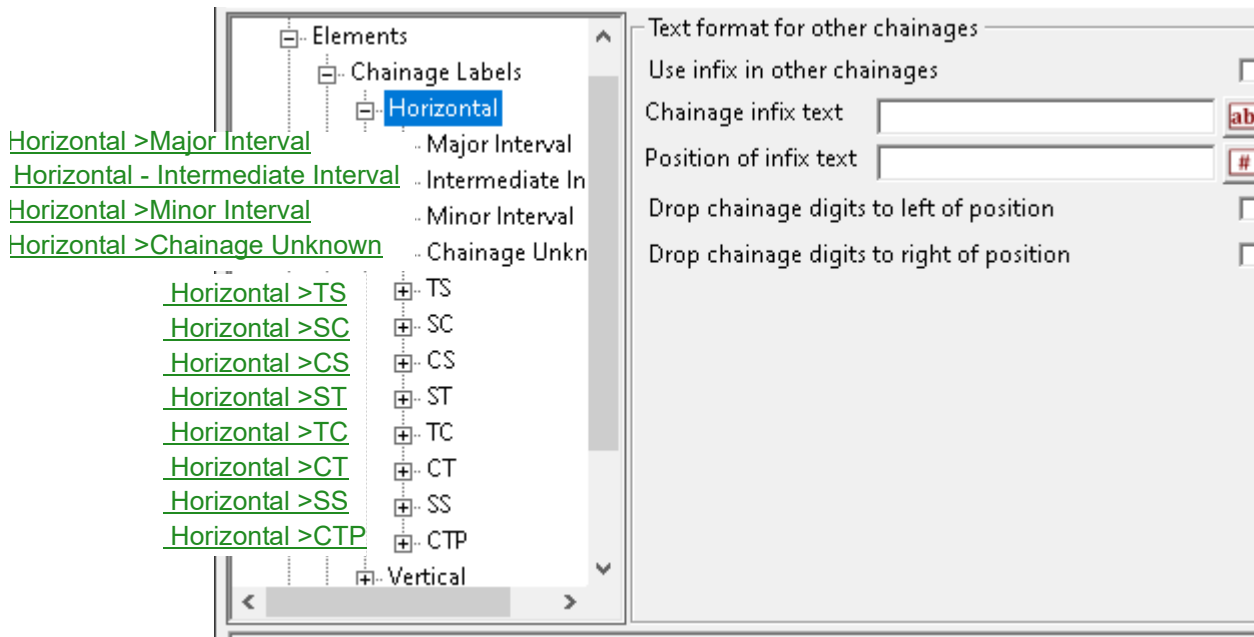 Elements
Chainage Labels
Horizontal
Major Interval
Intermediate In
Minor Interval
Chainage Unkn
TS
SC
CS
ST
TC
CT
SS
CTP
Vertical
Horizontal >Major Interval
Horizontal - Intermediate Interval
Horizontal >Minor Interval
Horizontal >Chainage Unknown
Horizontal >TS
Horizontal >SC
Horizontal >CS
Horizontal >ST
Horizontal >TC
Horizontal >CT
Horizontal >SS
Horizontal >CTP
Text format for other chainages
Use infix in other chainages
Chainage infix text
ab
Position of infix text
#
Drop chainage digits to left of position
Drop chainage digits to right of position